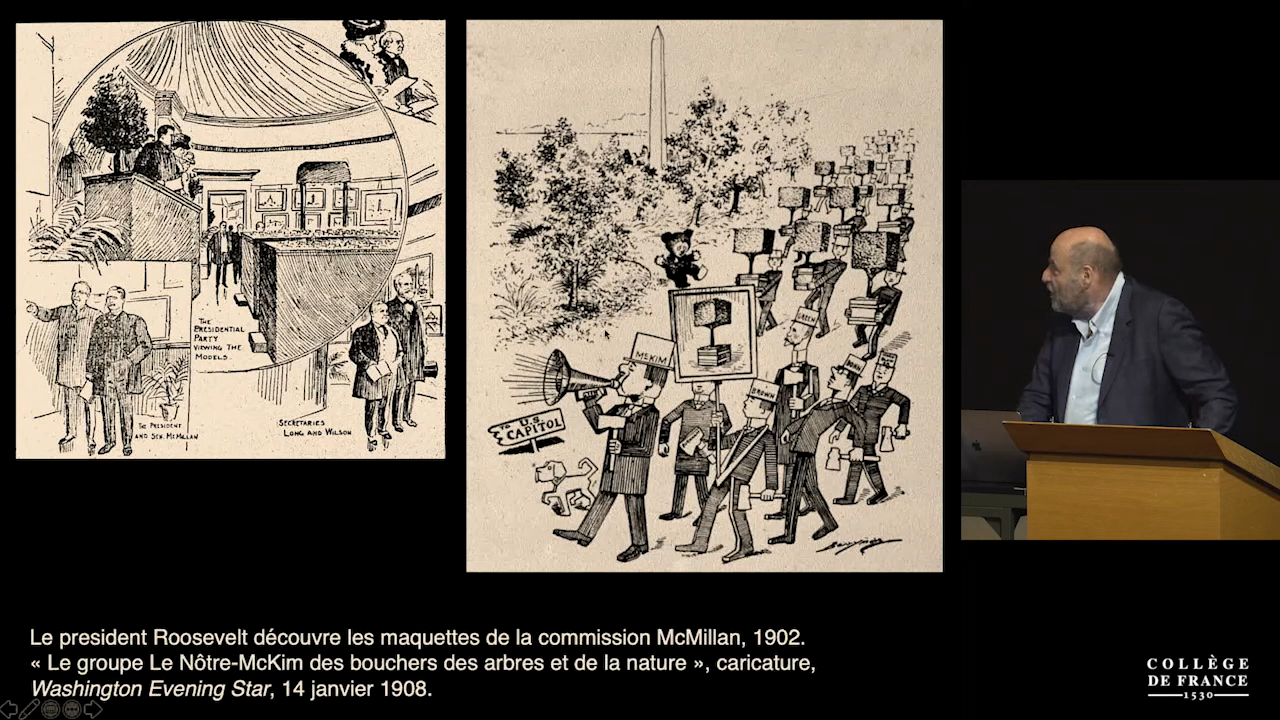 THE
PRESIDENTIAL
PARTY
VIEWING THE
MODELS.
THE PRESIDENT
AND SEN. McMILLAN
SECRETARIES
LONG AND WILSON
GREEN
McKIM
BROWN
TO U.S.
CAPITOL
Le president Roosevelt découvre les maquettes de la commission McMillan, 1902.
« Le groupe Le Nôtre-McKim des bouchers des arbres et de la nature », caricature,
Washington Evening Star, 14 janvier 1908.
COLLÈGE
DE FRANCE
1530